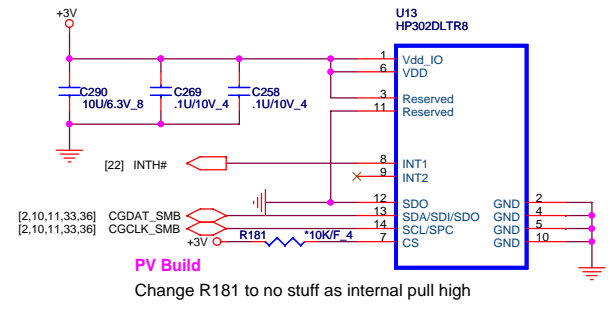 +3V
U13
HP302DLTR8
1 Vdd_IO
6 VDD
C290
10U/6.3V_8
C269
.1U/10V_4
C258
.1U/10V_4
3 Reserved
11 Reserved
[22] INTH#
8 INT1
9 INT2
12 SDO GND 2
[2,10,11,33,36] CGDAT_SMB 13 SDA/SDI/SDO GND 4
[2,10,11,33,36] CGCLK_SMB 14 SCL/SPC GND 5
+3V R181 *10K/F_4 7 CS GND 10
PV Build
Change R181 to no stuff as internal pull high